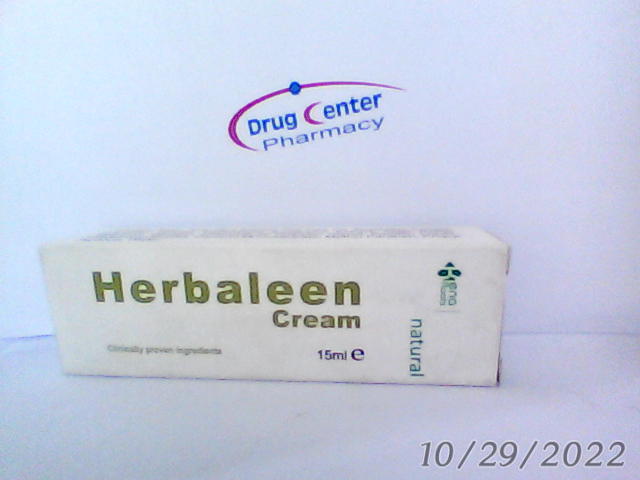 Drug Center
Pharmacy
Herbaleen
Cream
Clinically proven ingredients
15ml e
natural
10/29/2022